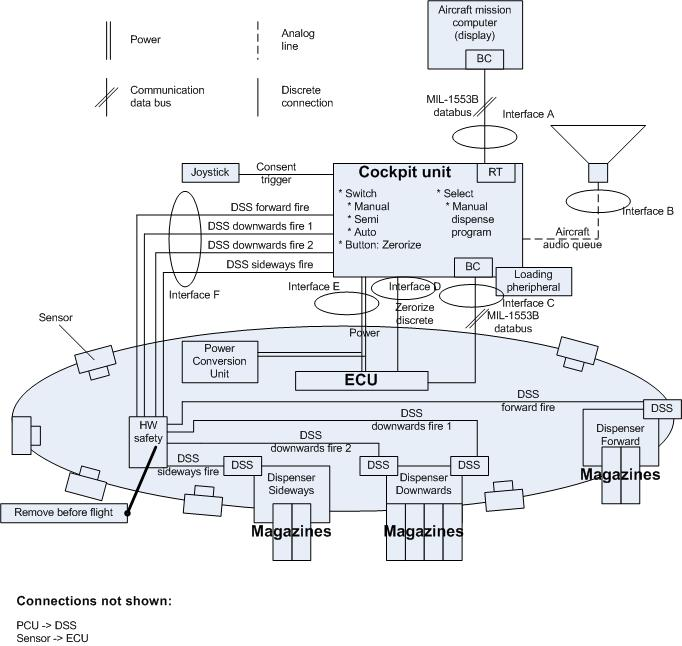 Aircraft mission
computer
(display)
BC
Power
Analog
line
Communication
data bus
Discrete
connection
MIL-1553B
databus
Interface A
Joystick
Consent
trigger
Cockpit unit
RT
* Switch
* Manual
* Semi
* Auto
* Button: Zerorize
* Select
* Manual
dispense
program
Interface B
Aircraft
audio queue
DSS forward fire
DSS downwards fire 1
DSS downwards fire 2
DSS sideways fire
Interface F
BC
Loading
pheripheral
Interface E
Interface D
Interface C
Zerorize
discrete
MIL-1553B
databus
Power
Sensor
Power
Conversion
Unit
ECU
DSS
forward fire
DSS
HW
safety
DSS
downwards fire 1
DSS
downwards fire 2
Dispenser
Forward
DSS
sideways fire
DSS
DSS
DSS
Dispenser
Sideways
Dispenser
Downwards
Magazines
Remove before flight
Magazines
Magazines
Connections not shown:
PCU -> DSS
Sensor -> ECU